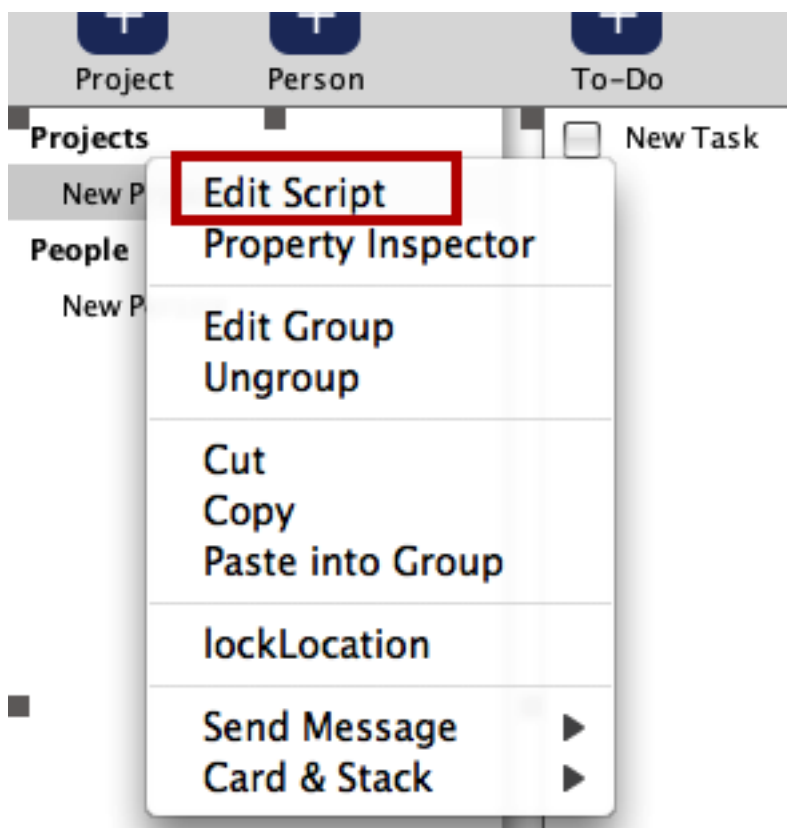 Project Person To-Do
Projects New Task
New P
Edit Script
Property Inspector
People
New P
Edit Group
Ungroup
Cut
Copy
Paste into Group
lockLocation
Send Message
Card & Stack